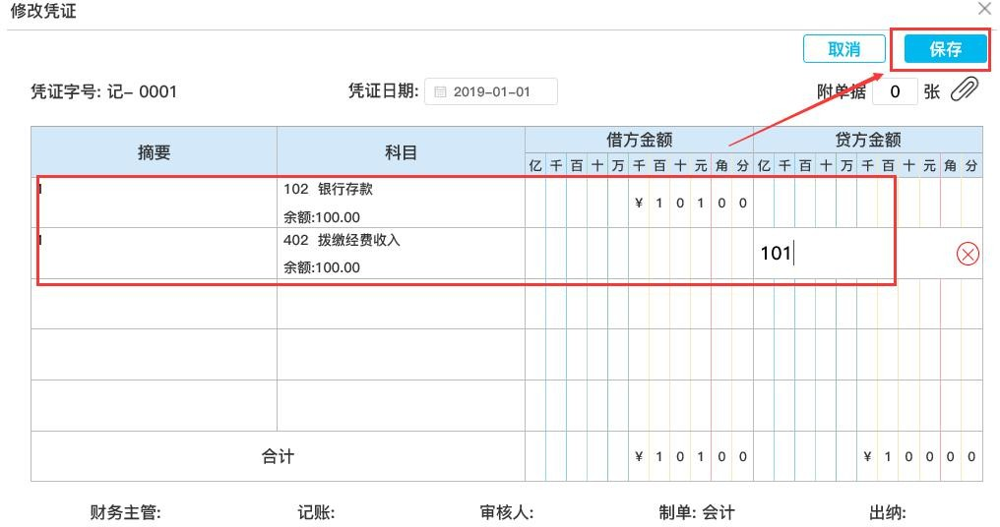 修改凭证
取消 保存
凭证字号: 记- 0001 凭证日期: 2019-01-01 附单据 0 张
摘要 科目 借方金额 贷方金额
亿 千 百 十 万 千 百 十 元 角 分 亿 千 百 十 万 千 百 十 元 角 分
1 102 银行存款 ¥ 1 0 1 0 0
余额:100.00
1 402 拨缴经费收入 101
余额:100.00
合计 ¥ 1 0 1 0 0 ¥ 1 0 0 0 0
财务主管: 记账: 审核人: 制单: 会计 出纳: